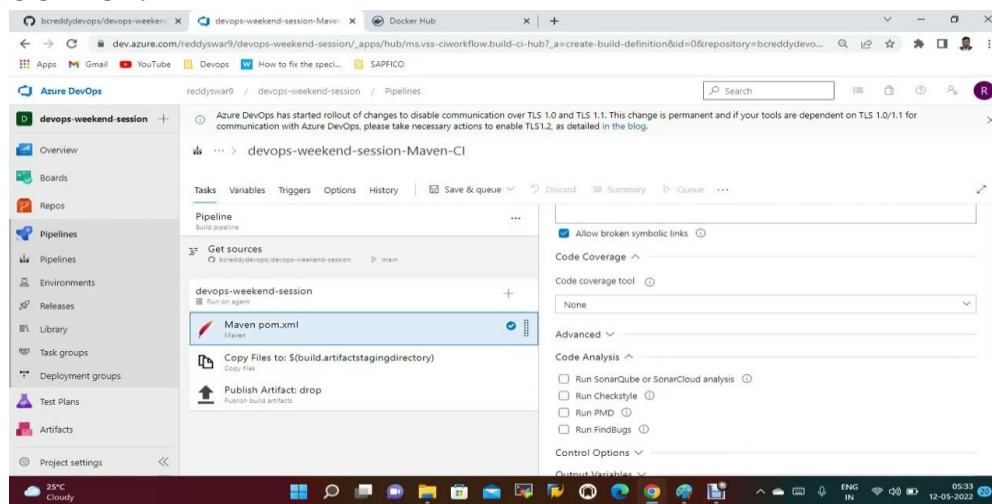 bcreddydevops/devops-weeken
devops-weekend-session-Maven
Docker Hub
dev.azure.com/reddyswar9/devops-weekend-session/_apps/hub/ms.vss-ciworkflow.build-ci-hub?_a=create-build-definition&id=0&repository=bcreddydevo...
Apps
Gmail
YouTube
Devops
How to fix the speci...
SAPFICO
Azure DevOps
reddyswar9 / devops-weekend-session / Pipelines
Search
R
D devops-weekend-session
Azure DevOps has started rollout of changes to disable communication over TLS 1.0 and TLS 1.1. This change is permanent and if your tools are dependent on TLS 1.0/1.1 for
communication with Azure DevOps, please take necessary actions to enable TLS1.2, as detailed in the blog.
Overview
Boards
Repos
Pipelines
Pipelines
Environments
Releases
Library
Task groups
Deployment groups
Test Plans
Artifacts
Project settings
... > devops-weekend-session-Maven-CI
Tasks Variables Triggers Options History Save & queue Discard Summary Queue ...
Pipeline
Build pipeline
Get sources
bcreddydevops/devops-weekend-session main
devops-weekend-session
Run on agent
Maven pom.xml
Maven
Copy Files to: $(build.artifactstagingdirectory)
Copy files
Publish Artifact: drop
Publish build artifacts
Allow broken symbolic links
Code Coverage
Code coverage tool
None
Advanced
Code Analysis
Run SonarQube or SonarCloud analysis
Run Checkstyle
Run PMD
Run FindBugs
Control Options
Output Variables
25°C
Cloudy
ENG
IN
05:33
12-05-2022
20